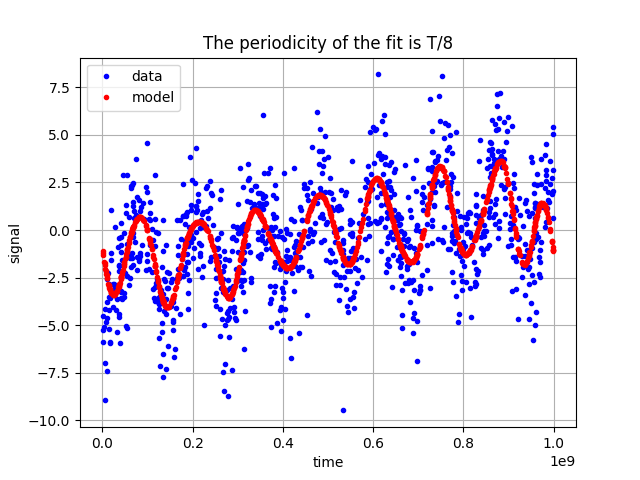 The periodicity of the fit is T/8
data
model
7.5
5.0
2.5
0.0
−2.5
−5.0
−7.5
−10.0
signal
0.0
0.2
0.4
0.6
0.8
1.0
1e9
time